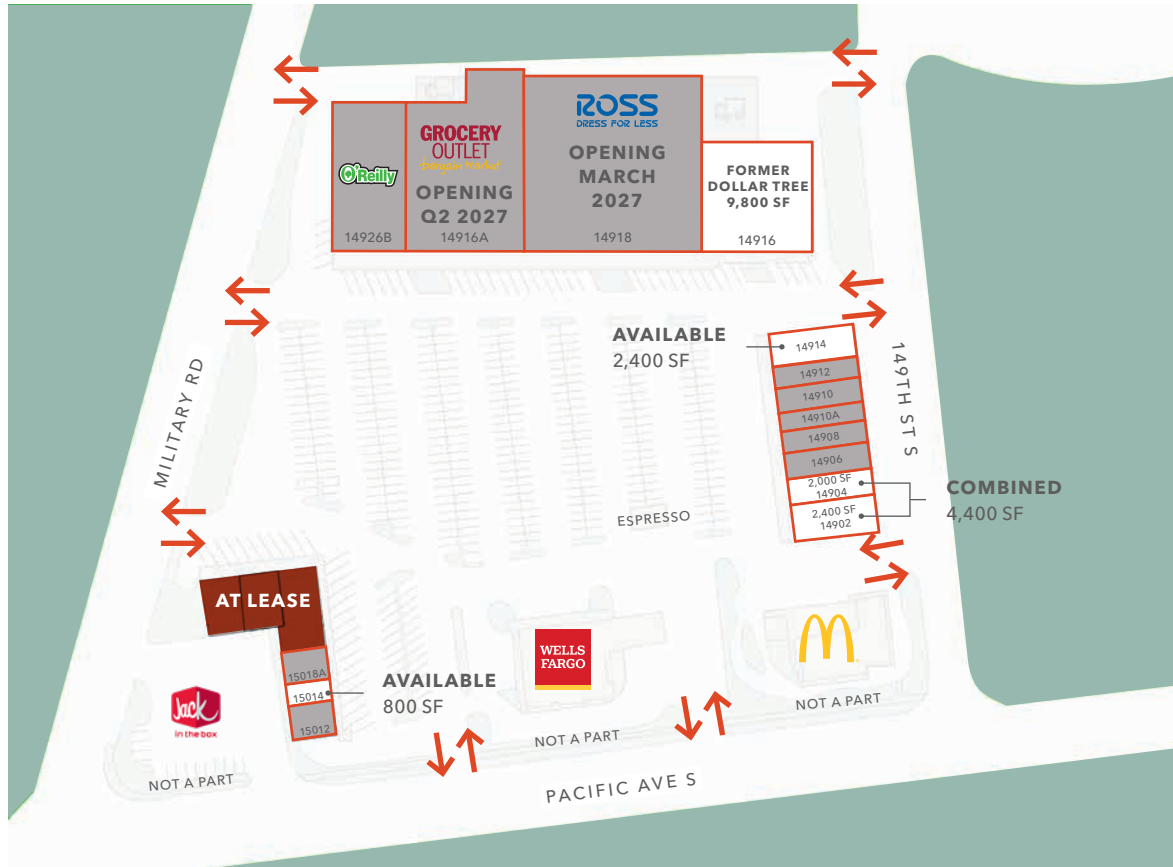 ROSS
DRESS FOR LESS
OPENING
MARCH
2027
14918
GROCERY
OUTLET
bargain market
OPENING
Q2 2027
14916A
O'Reilly
14926B
FORMER
DOLLAR TREE
9,800 SF
14916
AVAILABLE
2,400 SF
14914
14912
14910
14910A
14908
14906
2,000 SF
14904
2,400 SF
14902
COMBINED
4,400 SF
149TH ST S
MILITARY RD
ESPRESSO
AT LEASE
15018A
15014
15012
AVAILABLE
800 SF
WELLS
FARGO
NOT A PART
NOT A PART
Jack
in the box
NOT A PART
PACIFIC AVE S